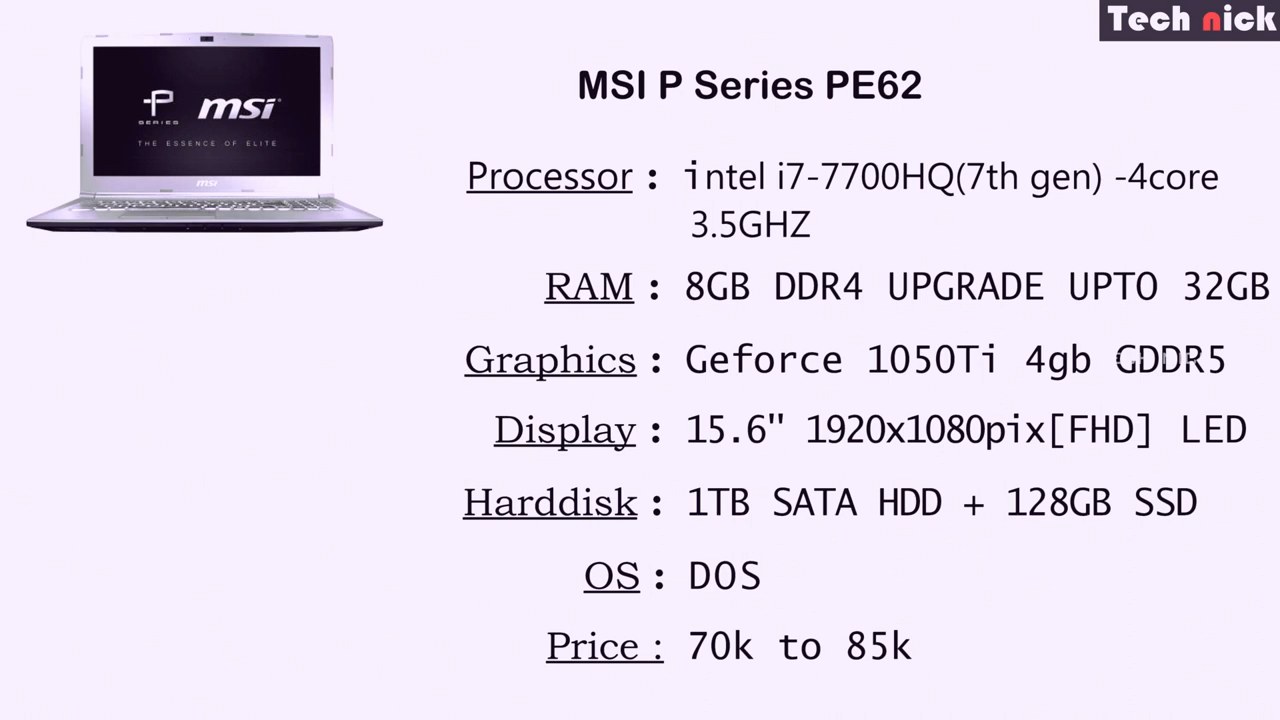 Tech nick
MSI P Series PE62
P SERIES msi
THE ESSENCE OF ELITE
msi
Processor : intel i7-7700HQ(7th gen) -4core
3.5GHZ
RAM : 8GB DDR4 UPGRADE UPTO 32GB
Graphics : Geforce 1050Ti 4gb GDDR5
Display : 15.6" 1920x1080pix[FHD] LED
Harddisk : 1TB SATA HDD + 128GB SSD
OS : DOS
Price : 70k to 85k